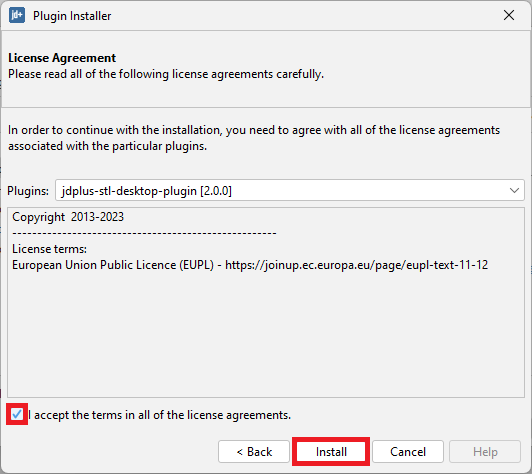 jd+ Plugin Installer
License Agreement
Please read all of the following license agreements carefully.
In order to continue with the installation, you need to agree with all of the license agreements
associated with the particular plugins.
Plugins: jdplus-stl-desktop-plugin [2.0.0]
Copyright 2013-2023
------------------------------------------------------
License terms:
European Union Public Licence (EUPL) - https://joinup.ec.europa.eu/page/eupl-text-11-12
I accept the terms in all of the license agreements.
< Back Install Cancel Help